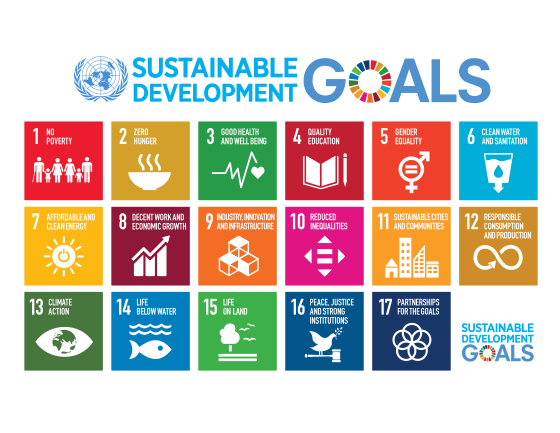 SUSTAINABLE
DEVELOPMENT
GOALS
1 NO
POVERTY
2 ZERO
HUNGER
3 GOOD HEALTH
AND WELL BEING
4 QUALITY
EDUCATION
5 GENDER
EQUALITY
6 CLEAN WATER
AND SANITATION
7 AFFORDABLE AND
CLEAN ENERGY
8 DECENT WORK AND
ECONOMIC GROWTH
9 INDUSTRY, INNOVATION
AND INFRASTRUCTURE
10 REDUCED
INEQUALITIES
11 SUSTAINABLE CITIES
AND COMMUNITIES
12 RESPONSIBLE
CONSUMPTION
AND PRODUCTION
13 CLIMATE
ACTION
14 LIFE
BELOW WATER
15 LIFE
ON LAND
16 PEACE, JUSTICE
AND STRONG
INSTITUTIONS
17 PARTNERSHIPS
FOR THE GOALS
SUSTAINABLE
DEVELOPMENT
GOALS